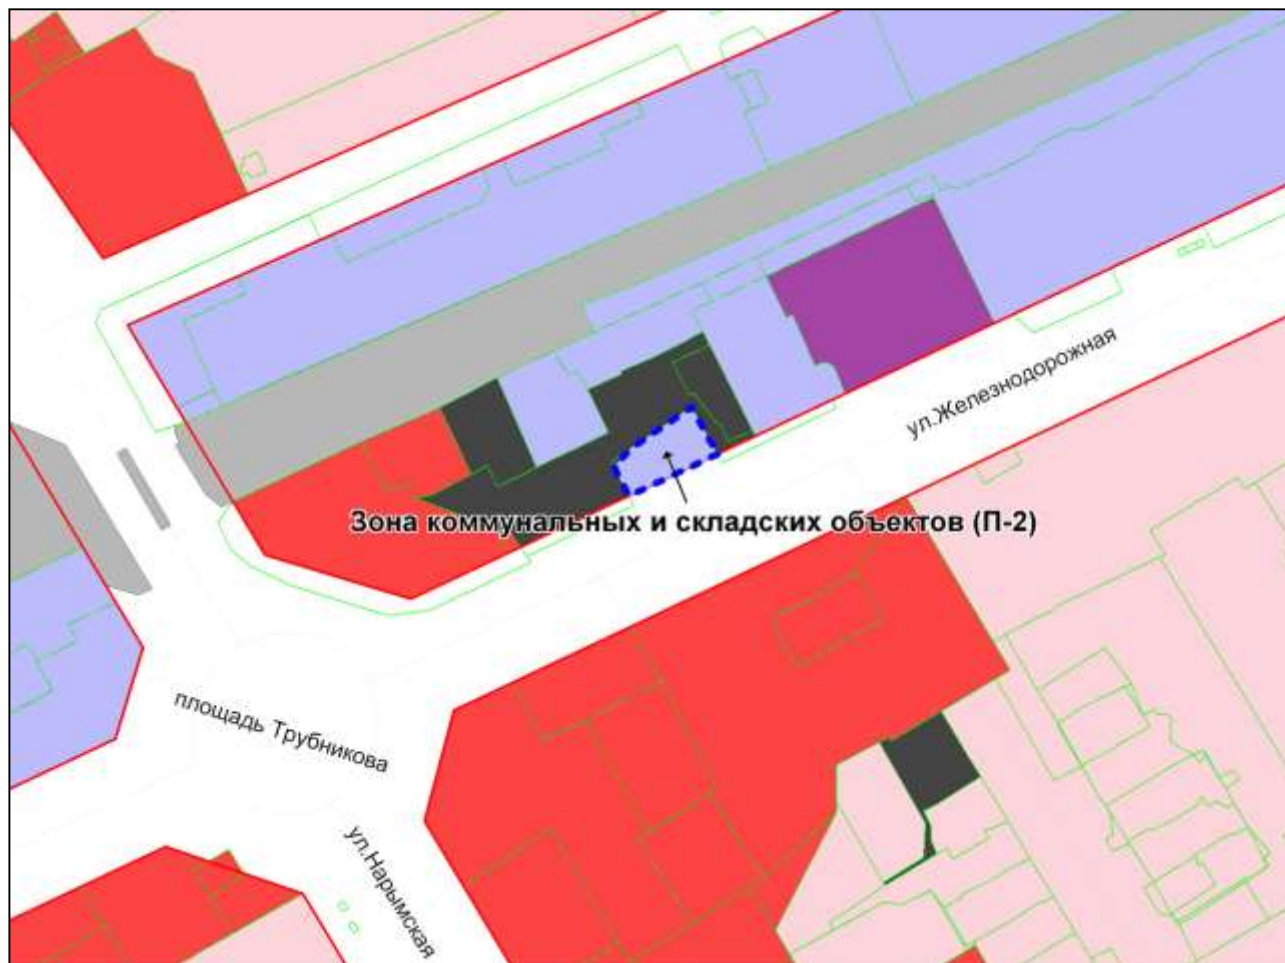 ул.Железнодорожная
Зона коммунальных и складских объектов (П-2)
площадь Трубникова
ул.Нарымская